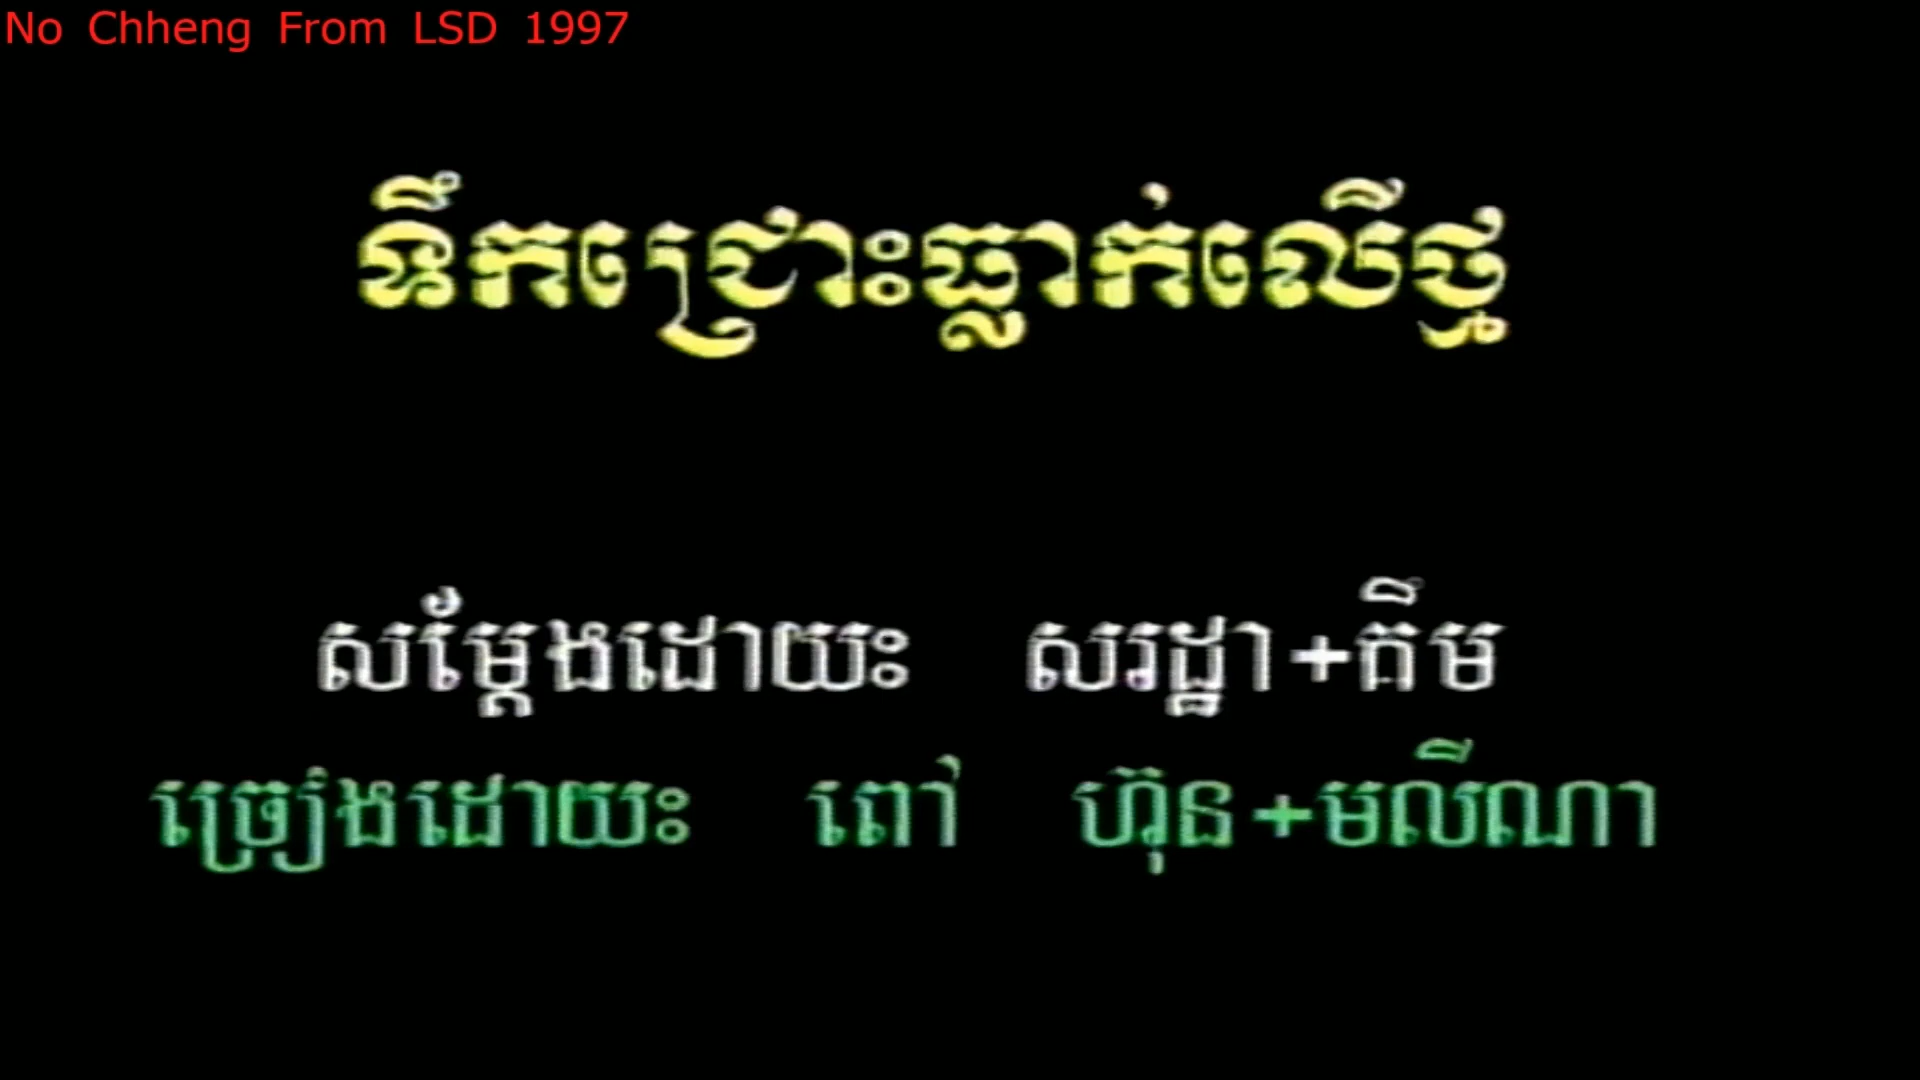 No Chheng From LSD 1997
ទឹកជ្រោះធ្លាក់លើថ្ម
សម្តែងដោយះ សរដ្ឋា+គឹម
ច្រៀងដោយះ ពៅ ហ៊ុន+មលីណា